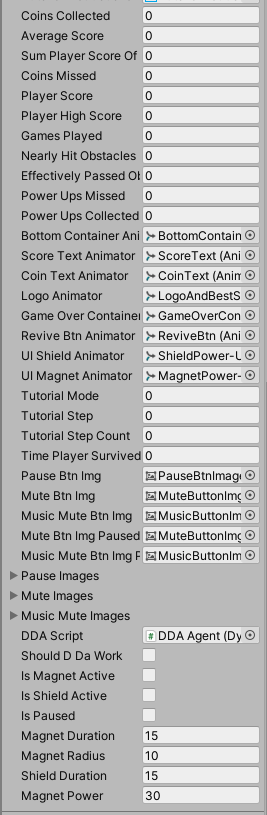 Coins Collected 0
Average Score 0
Sum Player Score Of 0
Coins Missed 0
Player Score 0
Player High Score 0
Games Played 0
Nearly Hit Obstacles 0
Effectively Passed Ob 0
Power Ups Missed 0
Power Ups Collected 0
Bottom Container Ani BottomContain
Score Text Animator ScoreText (Ani
Coin Text Animator CoinText (Anim
Logo Animator LogoAndBestS
Game Over Container GameOverCon
Revive Btn Animator ReviveBtn (Ani
UI Shield Animator ShieldPower-U
UI Magnet Animator MagnetPower-
Tutorial Mode 0
Tutorial Step 0
Tutorial Step Count 0
Time Player Survived 0
Pause Btn Img PauseBtnImage
Mute Btn Img MuteButtonImg
Music Mute Btn Img MusicButtonIm
Mute Btn Img Paused MuteButtonImg
Music Mute Btn Img P MusicButtonIm
Pause Images
Mute Images
Music Mute Images
DDA Script # DDA Agent (Dy
Should D Da Work
Is Magnet Active
Is Shield Active
Is Paused
Magnet Duration 15
Magnet Radius 10
Shield Duration 15
Magnet Power 30